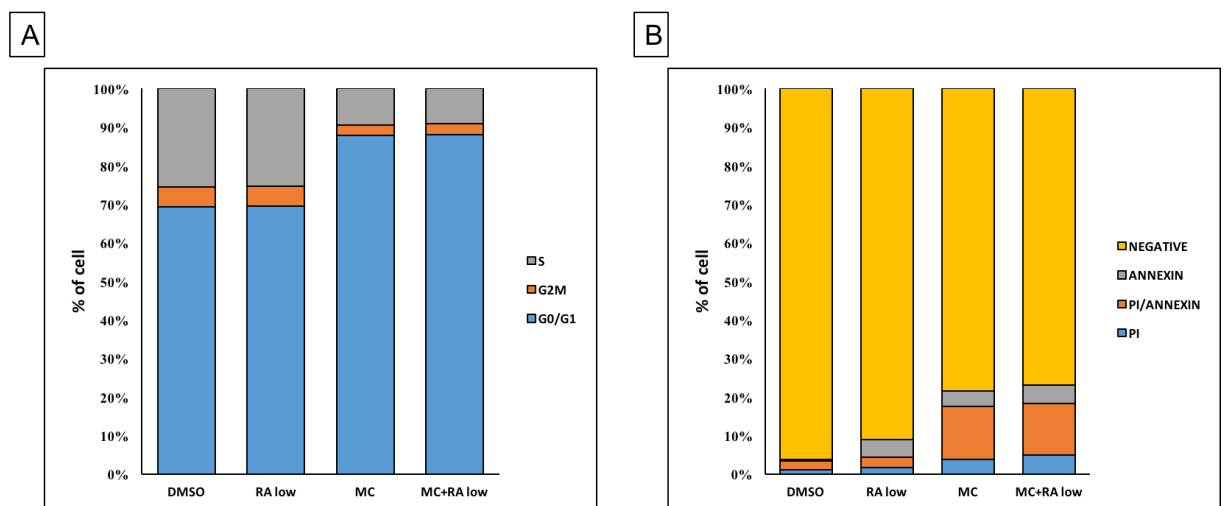 A
100%
90%
80%
70%
60%
50%
40%
30%
20%
10%
0%
% of cell
DMSO
RA low
MC
MC+RA low
S
G2M
G0/G1
B
100%
90%
80%
70%
60%
50%
40%
30%
20%
10%
0%
% of cell
DMSO
RA low
MC
MC+RA low
NEGATIVE
ANNEXIN
PI/ANNEXIN
PI